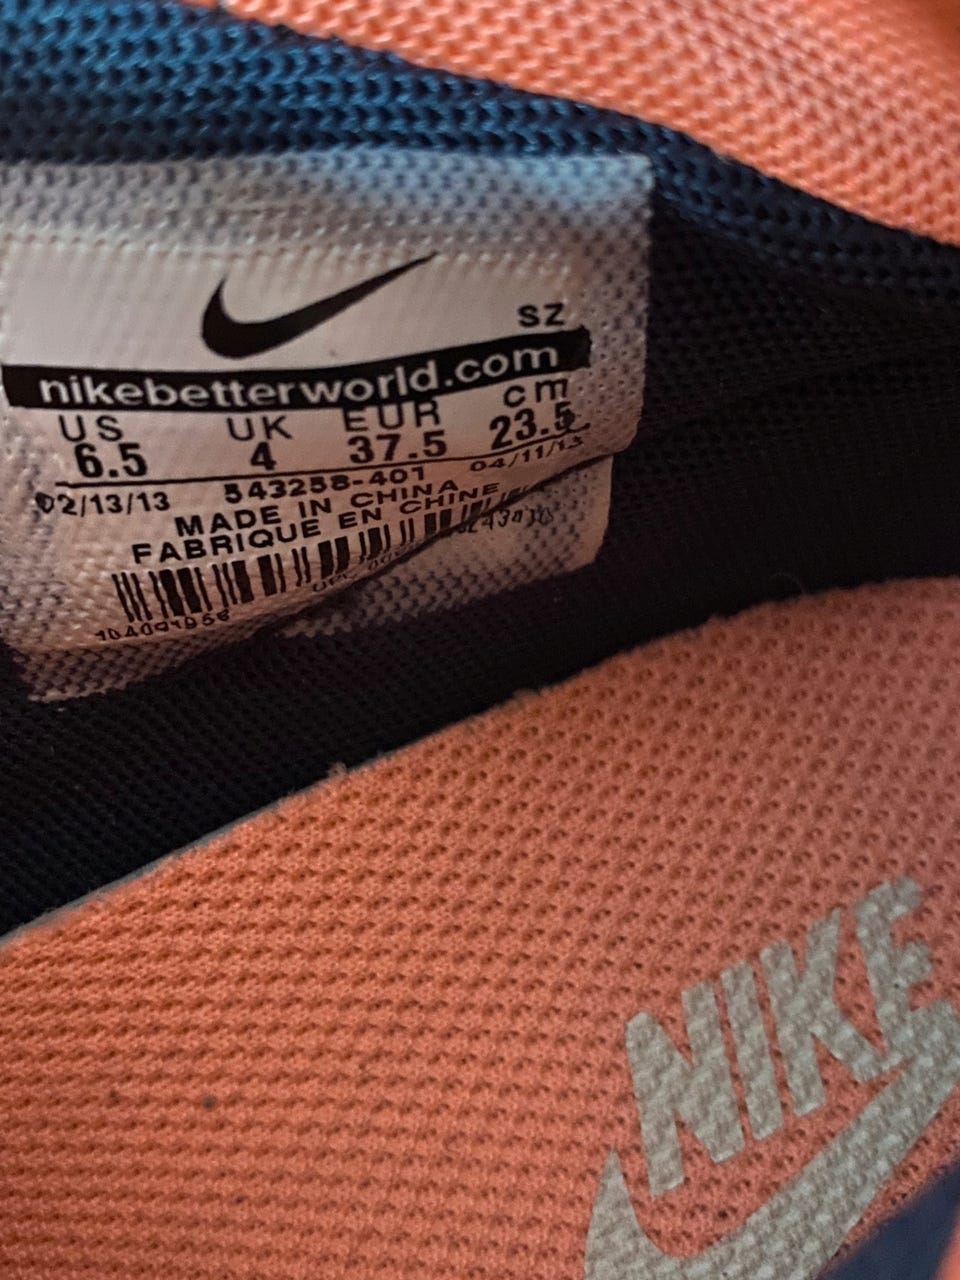 SZ
nikebetterworld.com
US UK EUR cm
6.5 4 37.5 23.5
02/13/13 543258-401 04/11/13
MADE IN CHINA
FABRIQUE EN CHINE
NIKE